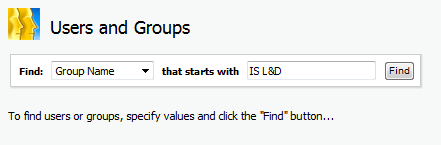 Users and Groups
Find: Group Name that starts with IS L&D Find
To find users or groups, specify values and click the "Find" button...